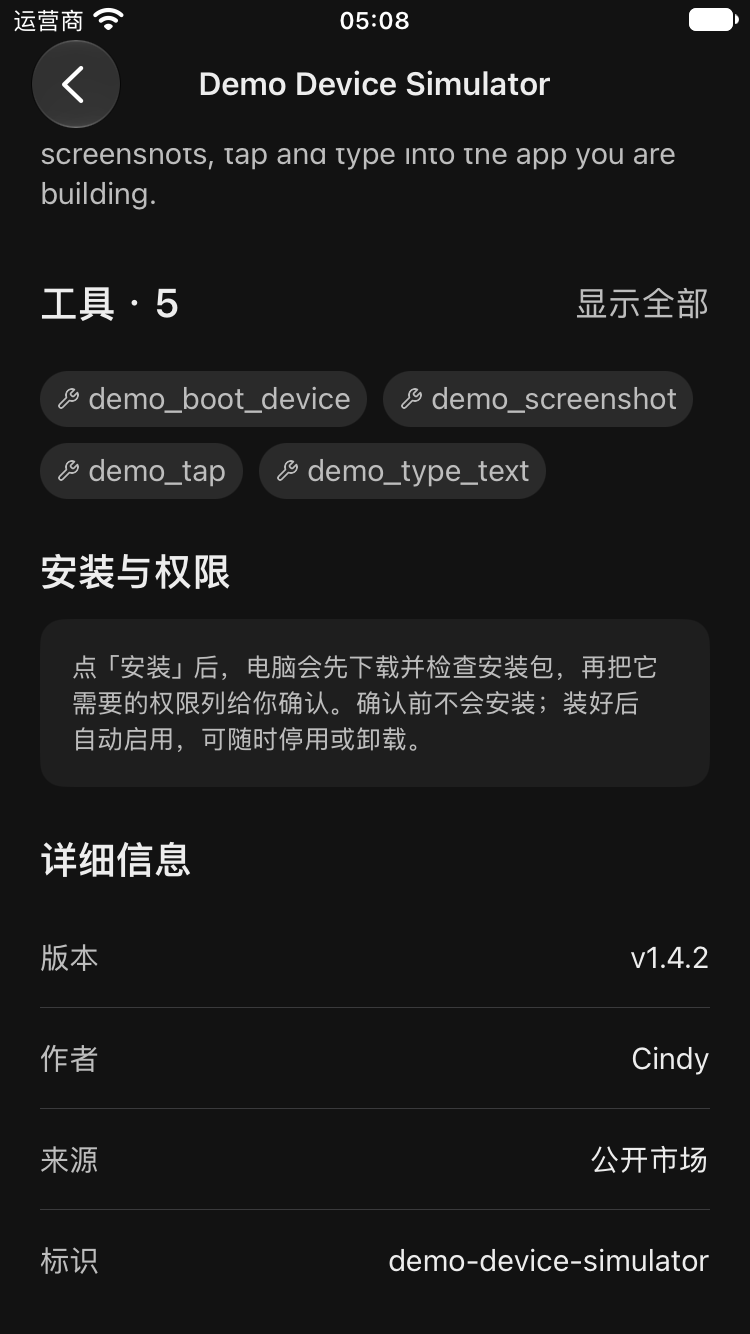 运营商
05:08
Demo Device Simulator
screenshots, tap and type into the app you are
building.
工具 · 5
显示全部
demo_boot_device
demo_screenshot
demo_tap
demo_type_text
安装与权限
点「安装」后，电脑会先下载并检查安装包，再把它
需要的权限列给你确认。确认前不会安装；装好后
自动启用，可随时停用或卸载。
详细信息
版本
v1.4.2
作者
Cindy
来源
公开市场
标识
demo-device-simulator